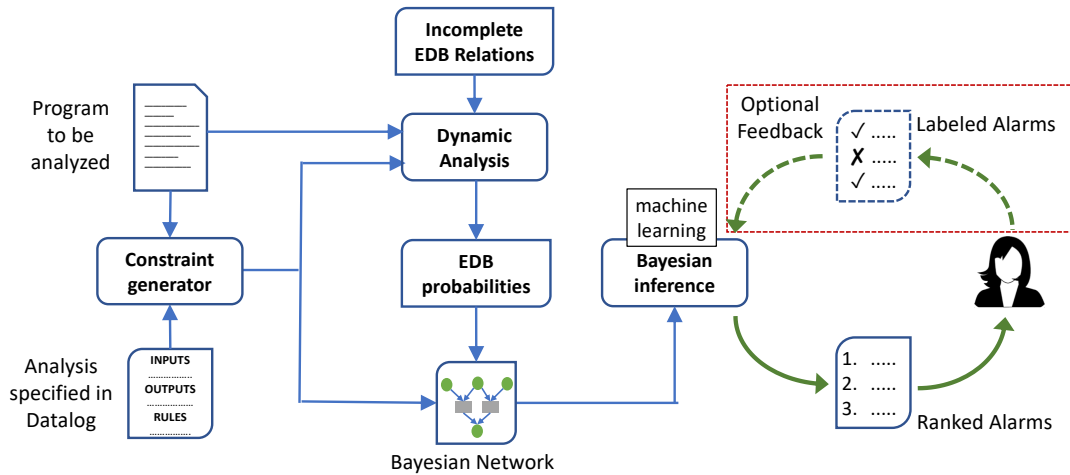 Incomplete
EDB Relations
Program
to be
analyzed
Dynamic
Analysis
Optional
Feedback
✓ .....
✗ .....
✓ .....
Labeled Alarms
machine
learning
Constraint
generator
EDB
probabilities
Bayesian
inference
Analysis
specified in
Datalog
INPUTS
...............
OUTPUTS
................
RULES
...............
Bayesian Network
1. .....
2. .....
3. .....
Ranked Alarms